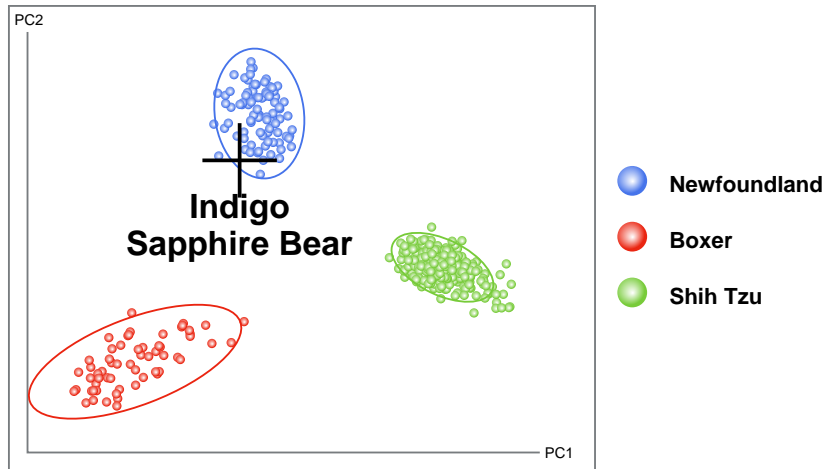 PC2
Indigo
Sapphire Bear
PC1
Newfoundland
Boxer
Shih Tzu